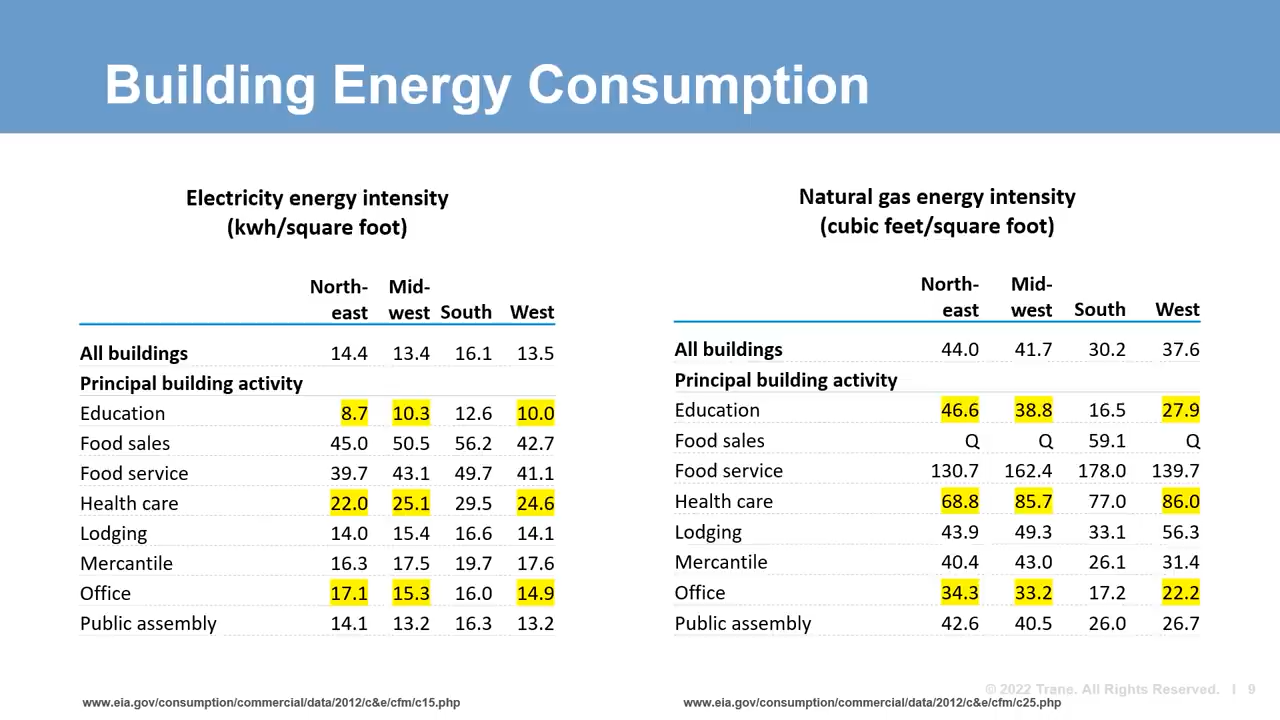 Building Energy Consumption
Electricity energy intensity
(kwh/square foot)
North- Mid-
east west South West
All buildings 14.4 13.4 16.1 13.5
Principal building activity
Education 8.7 10.3 12.6 10.0
Food sales 45.0 50.5 56.2 42.7
Food service 39.7 43.1 49.7 41.1
Health care 22.0 25.1 29.5 24.6
Lodging 14.0 15.4 16.6 14.1
Mercantile 16.3 17.5 19.7 17.6
Office 17.1 15.3 16.0 14.9
Public assembly 14.1 13.2 16.3 13.2
www.eia.gov/consumption/commercial/data/2012/c&e/cfm/c15.php
Natural gas energy intensity
(cubic feet/square foot)
North- Mid-
east west South West
All buildings 44.0 41.7 30.2 37.6
Principal building activity
Education 46.6 38.8 16.5 27.9
Food sales Q Q 59.1 Q
Food service 130.7 162.4 178.0 139.7
Health care 68.8 85.7 77.0 86.0
Lodging 43.9 49.3 33.1 56.3
Mercantile 40.4 43.0 26.1 31.4
Office 34.3 33.2 17.2 22.2
Public assembly 42.6 40.5 26.0 26.7
© 2022 Trane. All Rights Reserved. I 9
www.eia.gov/consumption/commercial/data/2012/c&e/cfm/c25.php